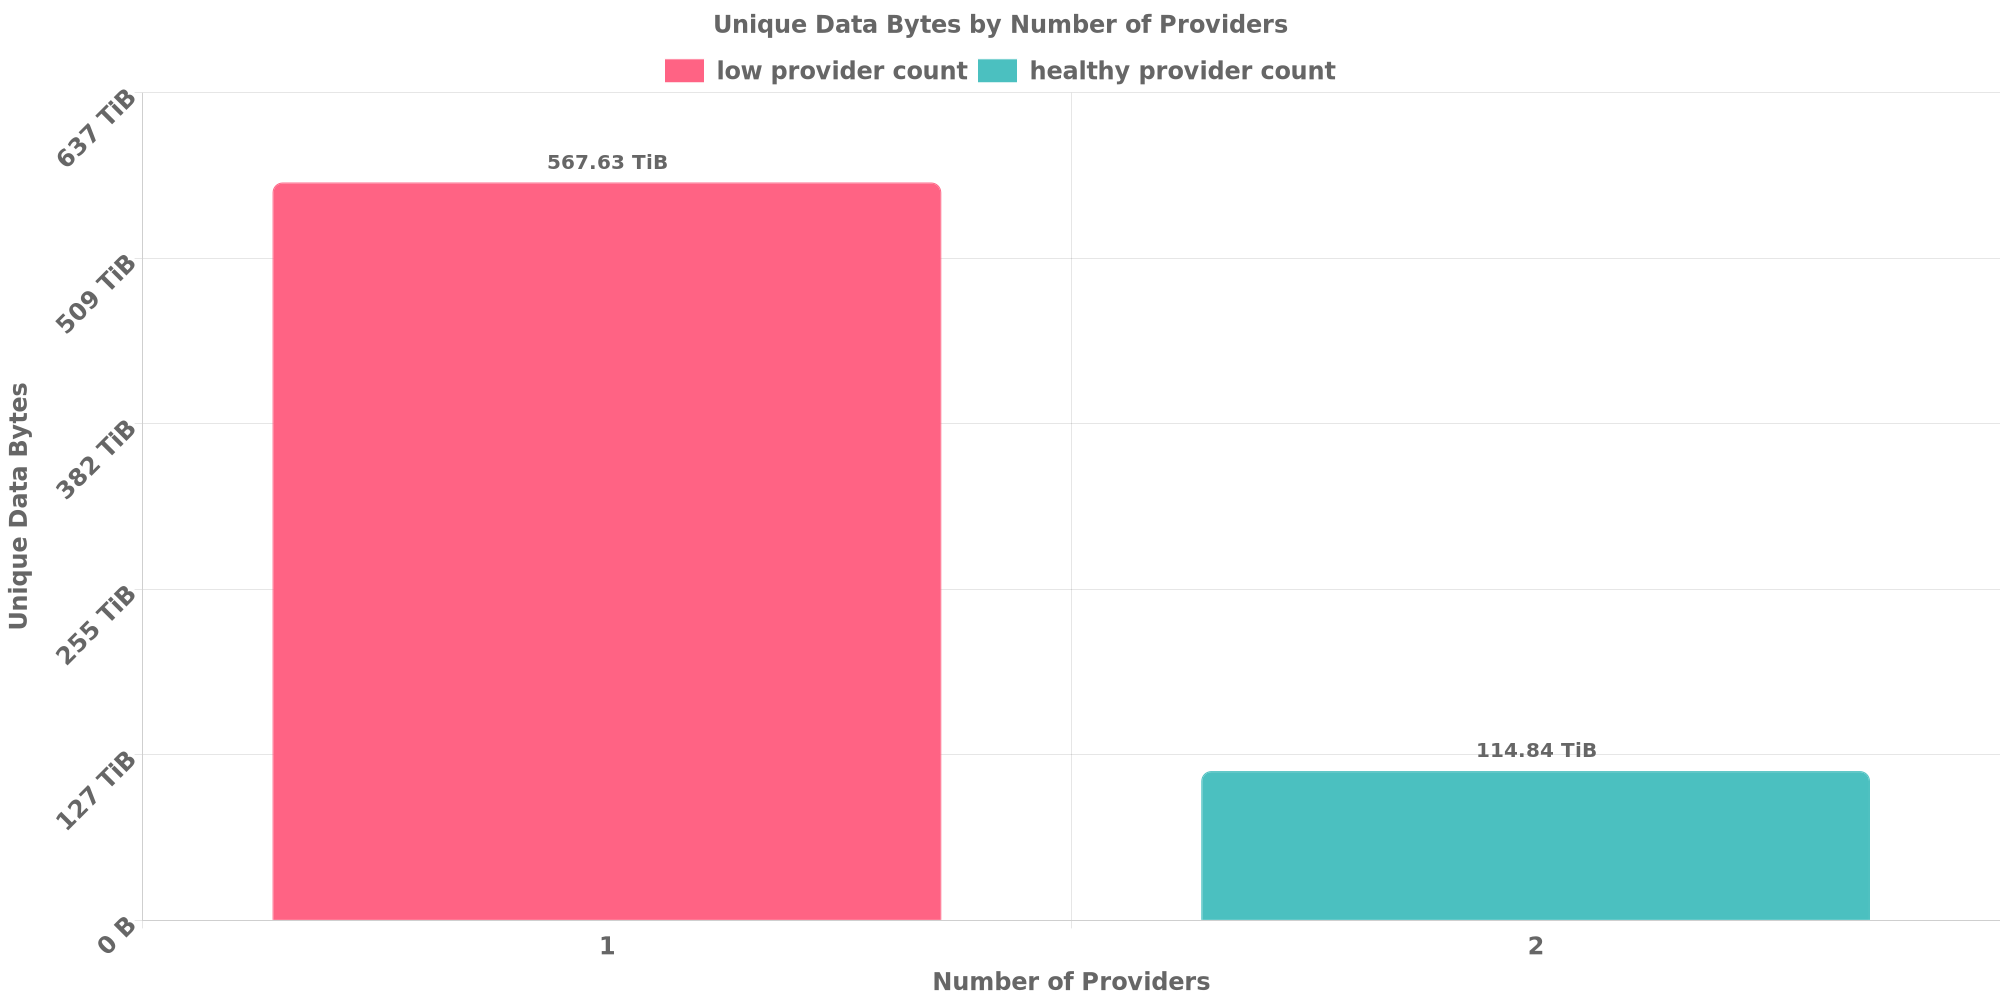 Unique Data Bytes by Number of Providers
low provider count healthy provider count
637 TiB
567.63 TiB
509 TiB
382 TiB
Unique Data Bytes
255 TiB
127 TiB
114.84 TiB
0 B
1 2
Number of Providers